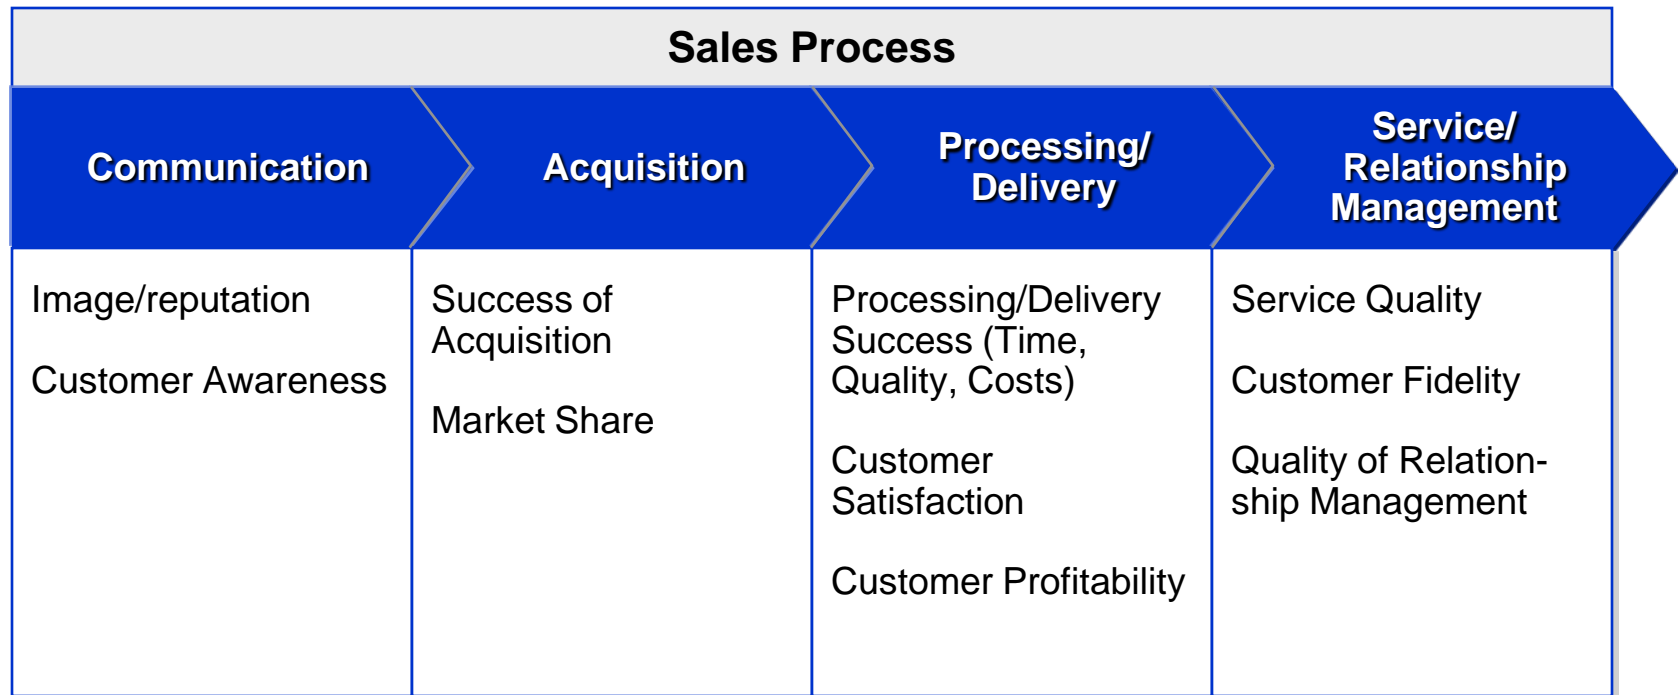 Sales Process
Communication
Acquisition
Processing/
Delivery
Service/
Relationship
Management
Image/reputation
Customer Awareness
Success of
Acquisition
Market Share
Processing/Delivery
Success (Time,
Quality, Costs)
Customer
Satisfaction
Customer Profitability
Service Quality
Customer Fidelity
Quality of Relation-
ship Management